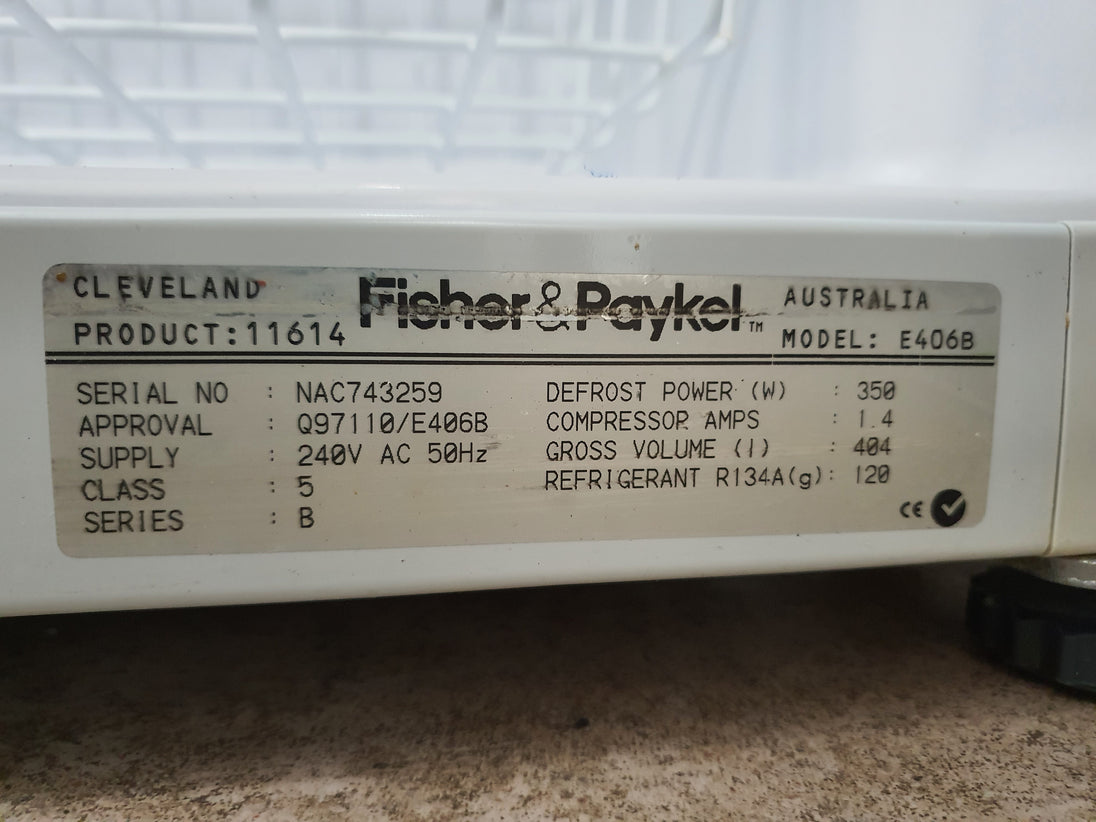 CLEVELAND
Fisher & Paykel™
AUSTRALIA
PRODUCT:11614
MODEL: E406B
SERIAL NO : NAC743259
APPROVAL : Q97110/E406B
SUPPLY : 240V AC 50Hz
CLASS : 5
SERIES : B
DEFROST POWER (W) : 350
COMPRESSOR AMPS : 1.4
GROSS VOLUME (l) : 404
REFRIGERANT R134A(g): 120
CE